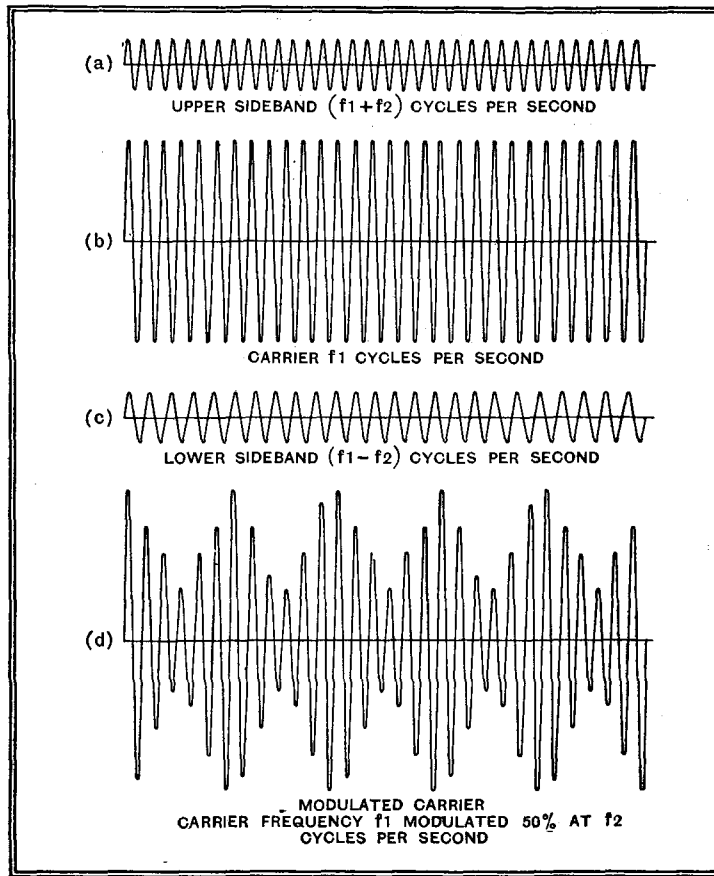 (a)
UPPER SIDEBAND (f1+f2) CYCLES PER SECOND
(b)
CARRIER f1 CYCLES PER SECOND
(c)
LOWER SIDEBAND (f1-f2) CYCLES PER SECOND
(d)
MODULATED CARRIER
CARRIER FREQUENCY f1 MODULATED 50% AT f2
CYCLES PER SECOND